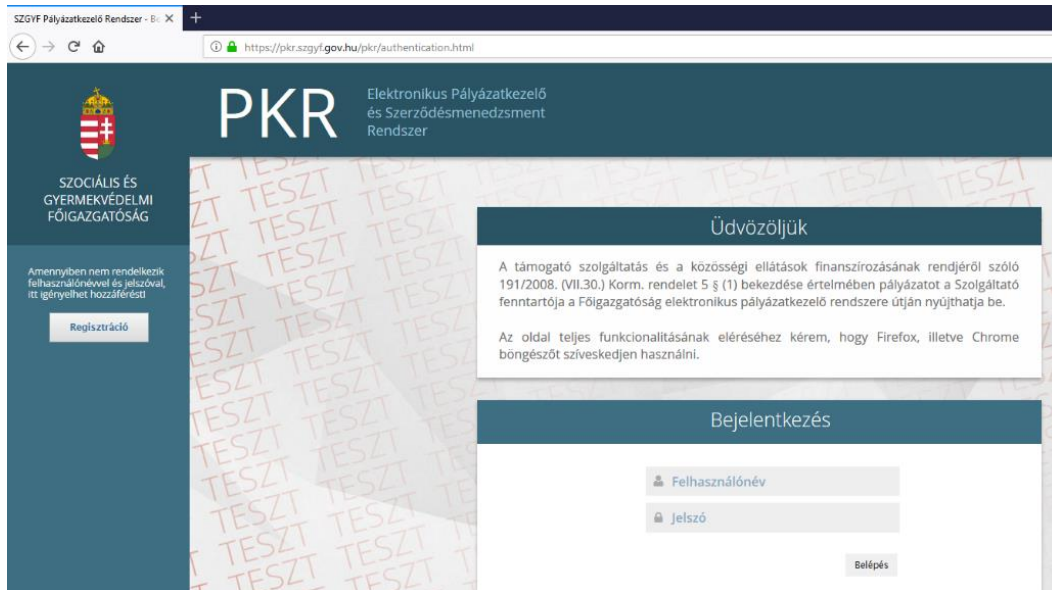 SZGYF Pályázatkezelő Rendszer - Be
https://pkr.szgyf.gov.hu/pkr/authentication.html
PKR
Elektronikus Pályázatkezelő
és Szerződésmenedzsment
Rendszer
SZOCIÁLIS ÉS
GYERMEKVÉDELMI
FŐIGAZGATÓSÁG
Amennyiben nem rendelkezik
felhasználónévvel és jelszóval,
itt igényelhet hozzáférést!
Regisztráció
TESZT TESZT TESZT TESZT
Üdvözöljük
A támogató szolgáltatás és a közösségi ellátások finanszírozásának rendjéről szóló
191/2008. (VII.30.) Korm. rendelet 5 § (1) bekezdése értelmében pályázatot a Szolgáltató
fenntartója a Főigazgatóság elektronikus pályázatkezelő rendszere útján nyújthatja be.
Az oldal teljes funkcionalitásának eléréséhez kérem, hogy Firefox, illetve Chrome
böngészőt szíveskedjen használni.
Bejelentkezés
Felhasználónév
Jelszó
Belépés